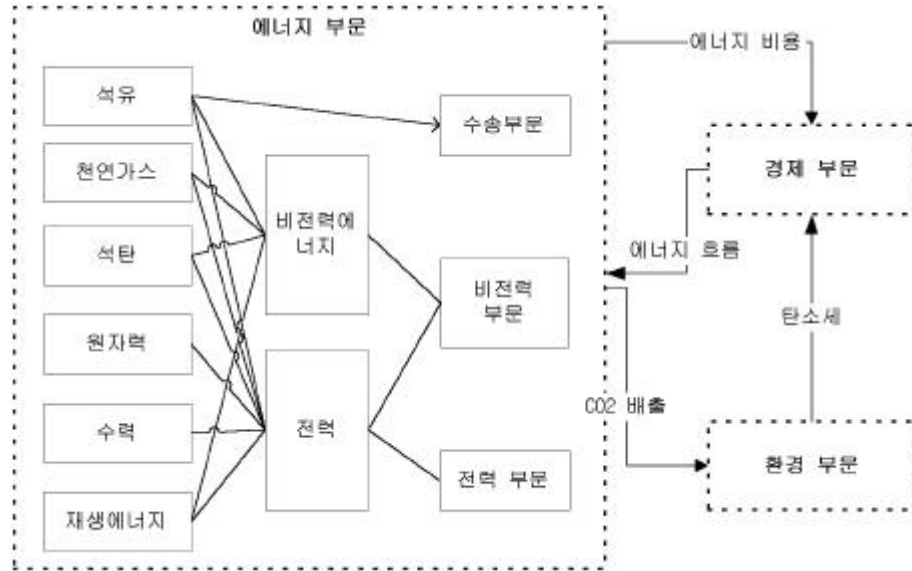 에너지 부문
석유
천연가스
석탄
원자력
수력
재생에너지
비전력에
너지
전력
수송부문
비전력
부문
전력 부문
에너지 비용
경제 부문
에너지 흐름
탄소세
CO2 배출
환경 부문